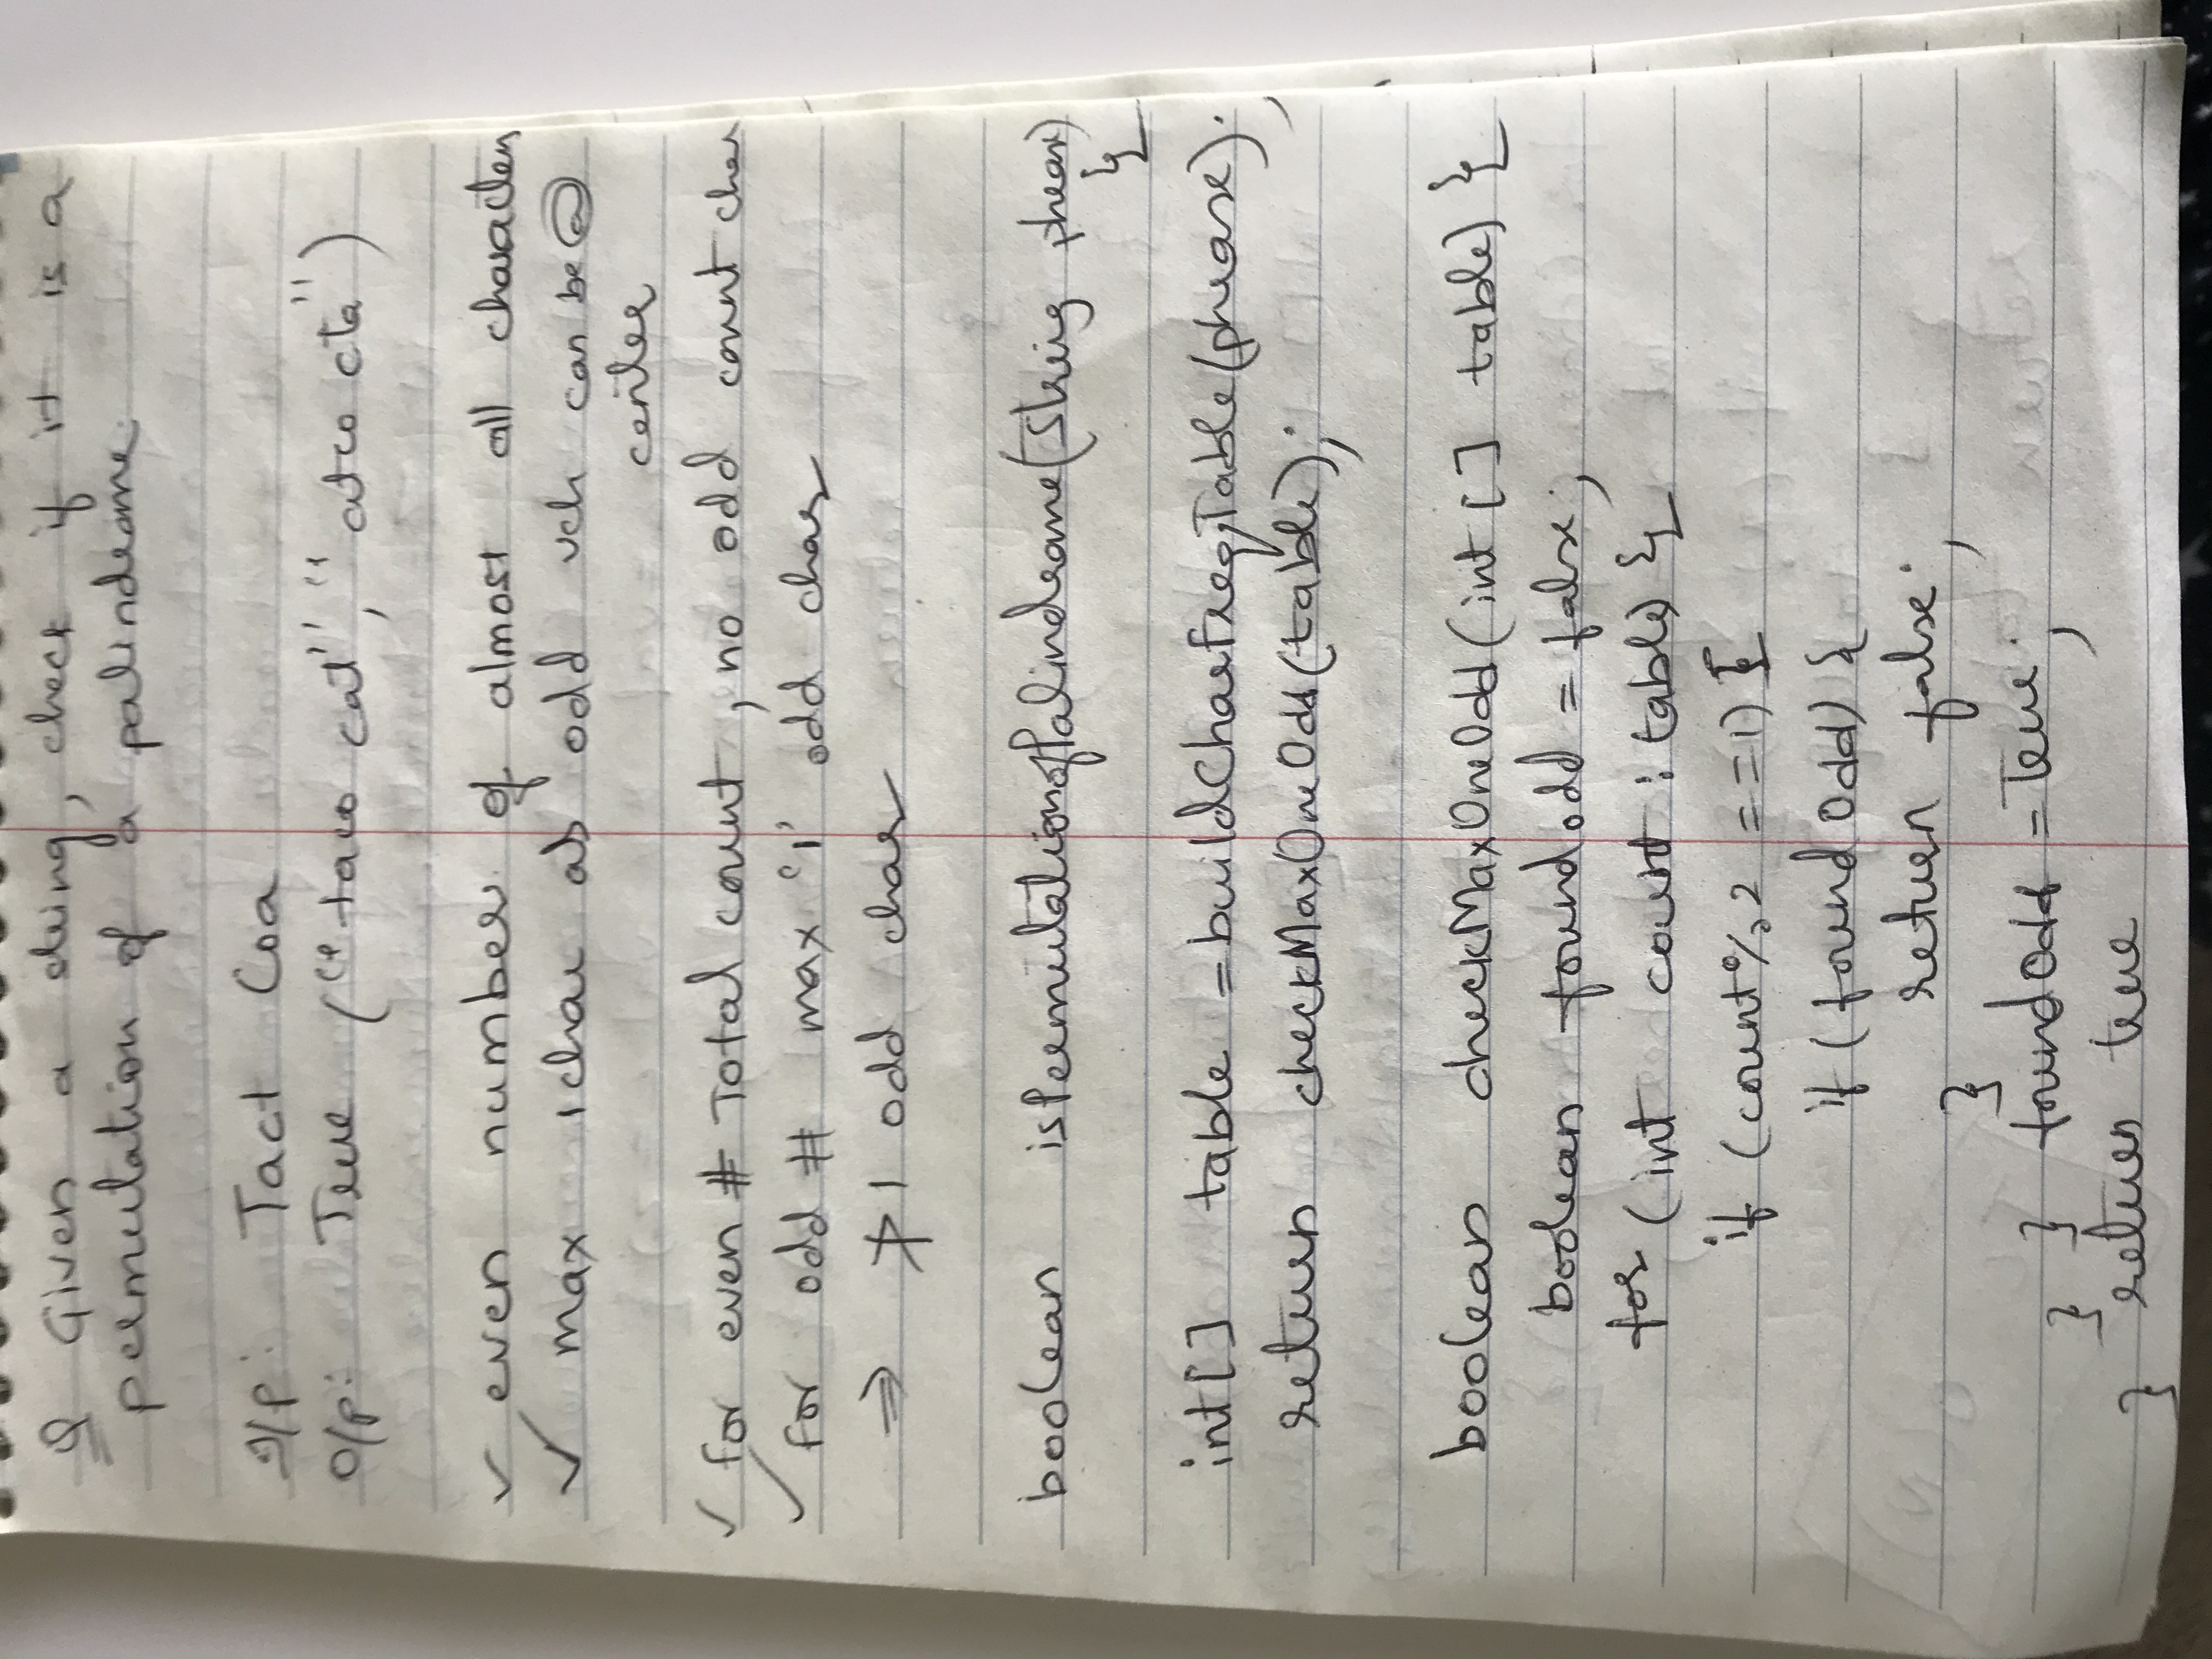 Q Given a string, check if it is a
permutation of a palindrome.
I/p: Tact Coa
O/p: True ("taco cat", "atco cta")
✓ even number of almost all characters
✓ max 1 char as odd wch can be @
center
✓ for even # Total count, no odd count char
✓ for odd # max '1' odd char
⇒ ≯ 1 odd char
boolean isPermutationofPalindrome(String phrase)
{
int[] table = buildCharFreqTable(phrase);
return checkMaxOneOdd(table);
boolean checkMaxOneOdd(int [] table) {
boolean foundodd = false;
for (int count : table) {
if (count%2 == 1) {
if (found Odd) {
return false;
}
} } foundOdd = True;
} return true